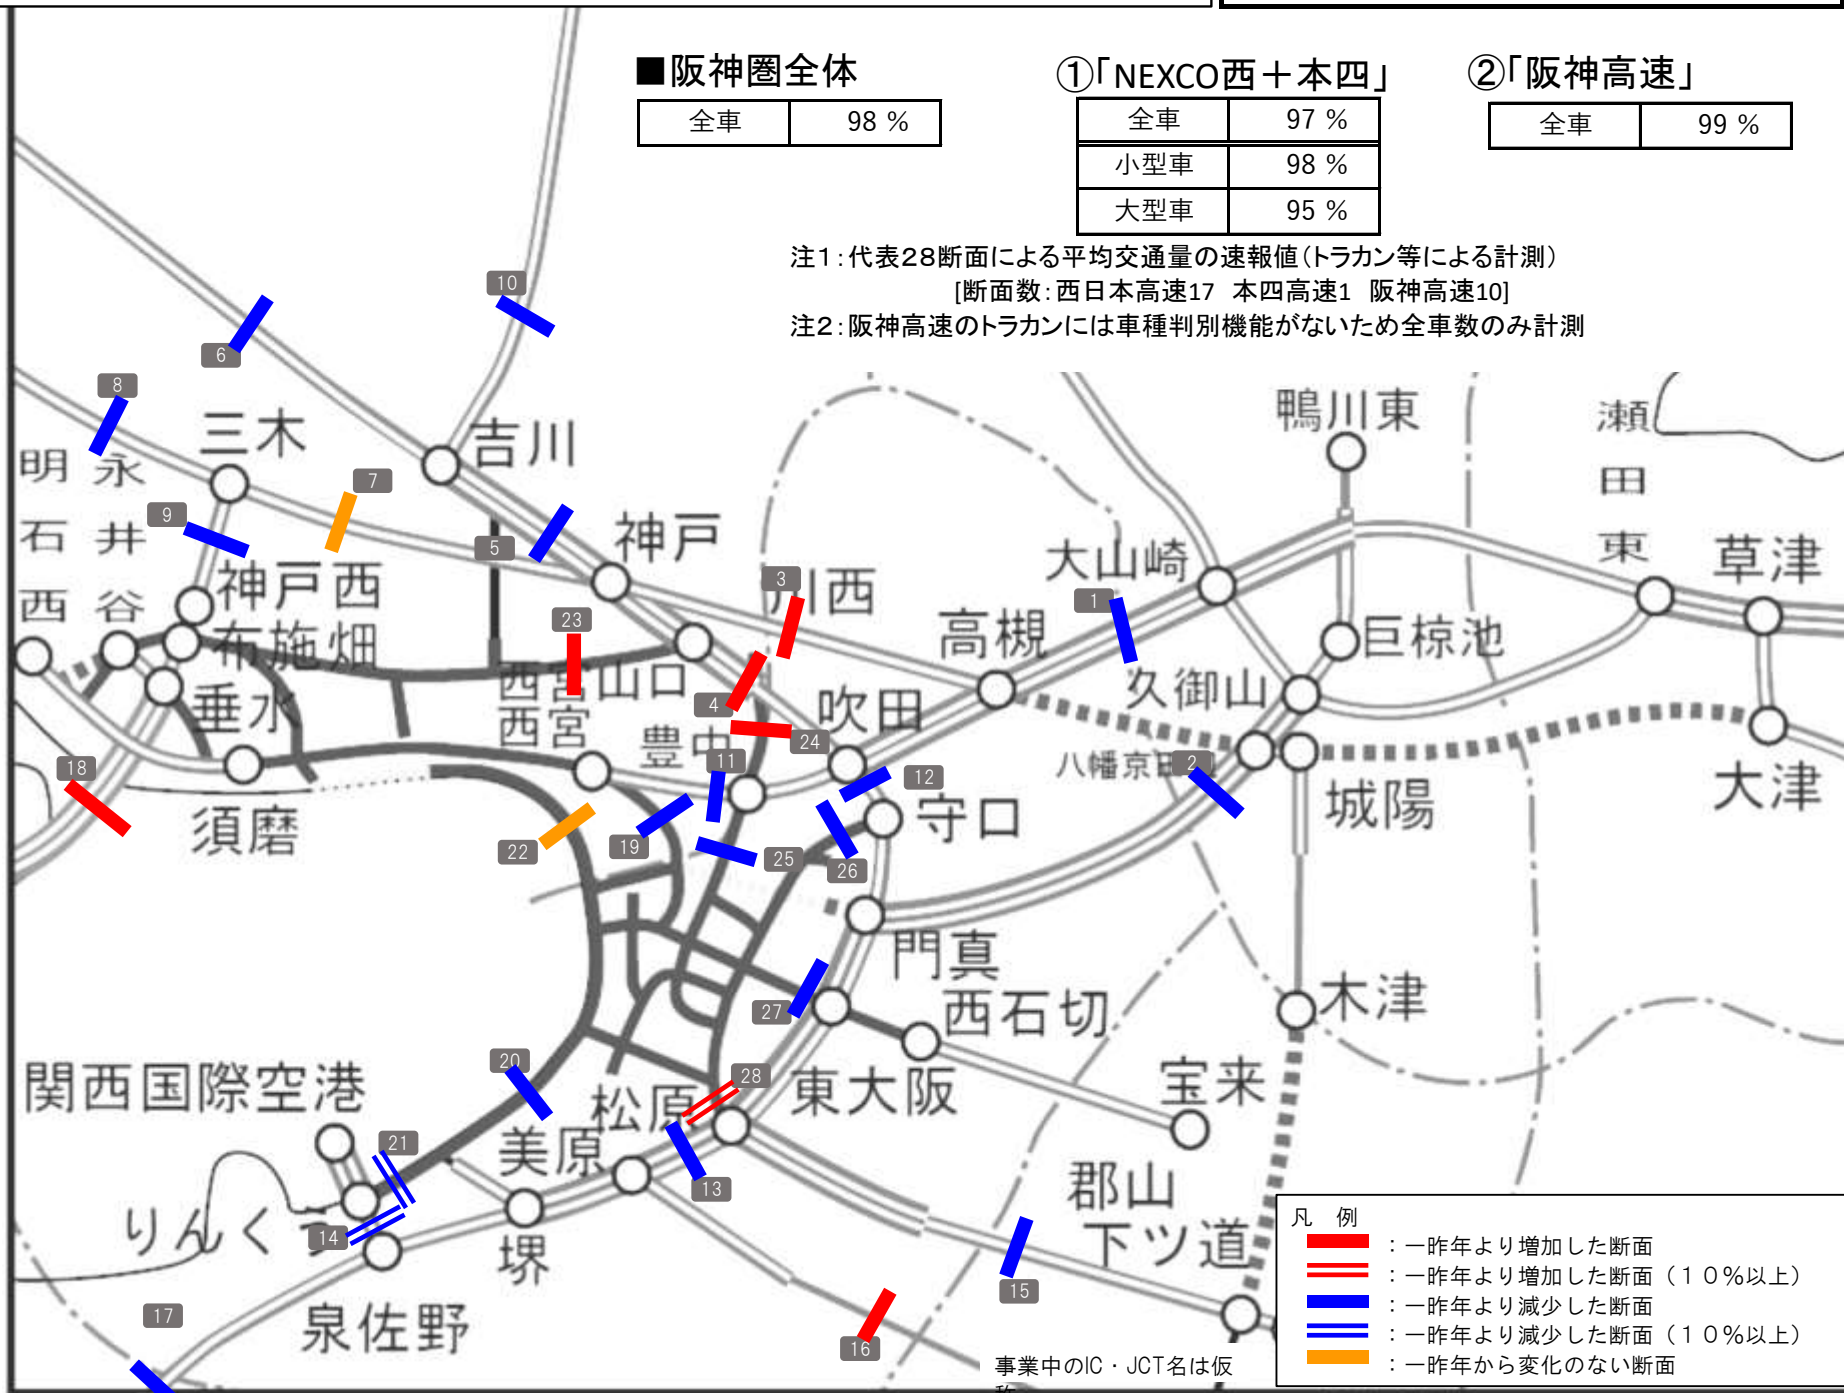 ■阪神圏全体
全車 98 %
①「NEXCO西＋本四」
全車 97 %
小型車 98 %
大型車 95 %
②「阪神高速」
全車 99 %
注１：代表２８断面による平均交通量の速報値（トラカン等による計測）
[断面数：西日本高速17　本四高速1　阪神高速10]
注２：阪神高速のトラカンには車種判別機能がないため全車数のみ計測
10
6
8
鴨川東
瀬田東
三木
吉川
明石西
永井谷
7
9
5
神戸
大山崎
草津
神戸西
3
川西
1
高槻
布施畑
23
巨椋池
西宮山口
久御山
垂水
4
吹田
西宮
豊中
24
11
12
八幡京田
2
18
城陽
大津
守口
須磨
22
19
25
26
門真
27
西石切
木津
20
28
関西国際空港
松原
東大阪
宝来
21
美原
13
郡山下ツ道
りんくう
14
堺
15
17
泉佐野
16
事業中のIC・JCT名は仮
凡　例
：一昨年より増加した断面
：一昨年より増加した断面（１０％以上）
：一昨年より減少した断面
：一昨年より減少した断面（１０％以上）
：一昨年から変化のない断面